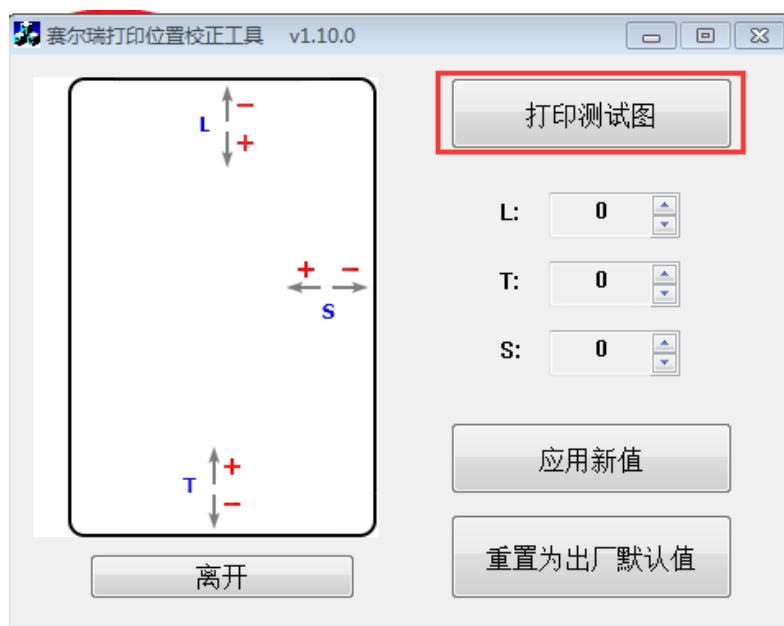 赛尔瑞打印位置校正工具 v1.10.0
L
−
+
+ −
S
T
+
−
离开
打印测试图
L: 0
T: 0
S: 0
应用新值
重置为出厂默认值